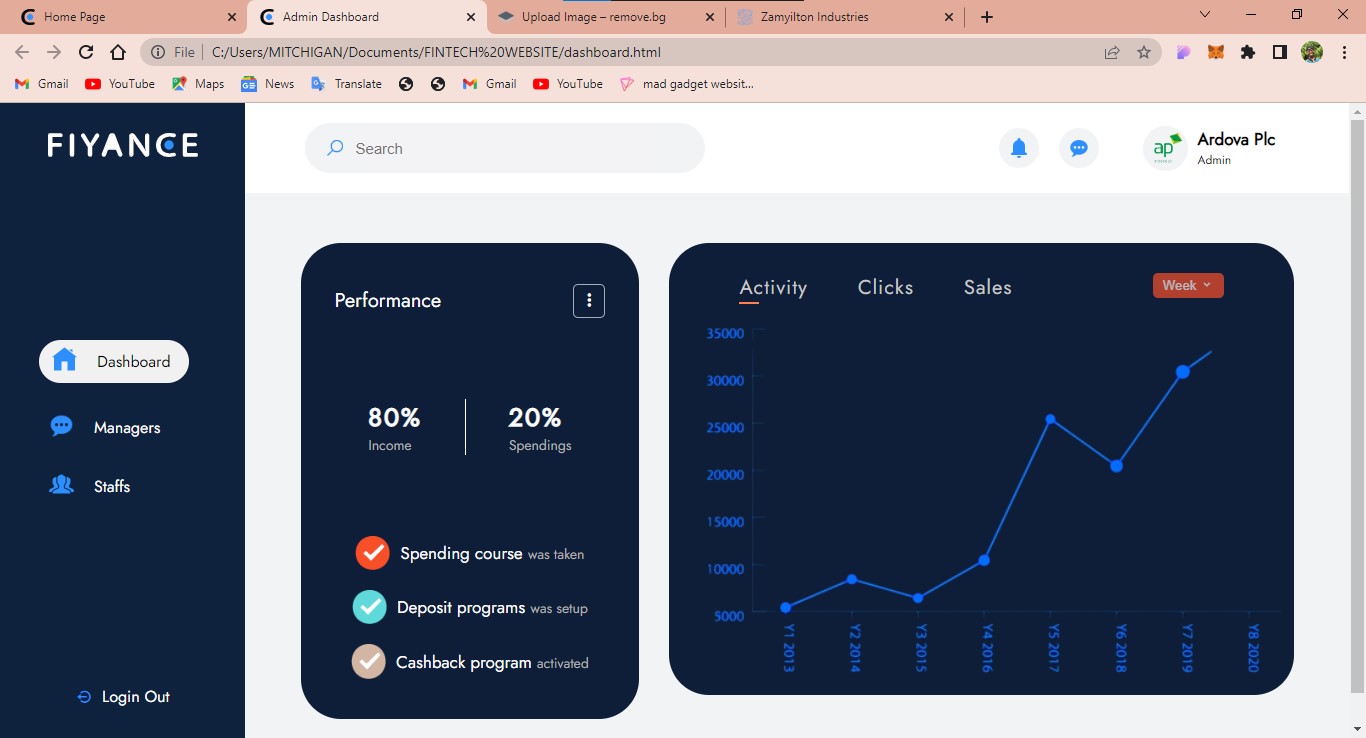 Home Page
Admin Dashboard
Upload Image – remove.bg
Zamyilton Industries
File
C:/Users/MITCHIGAN/Documents/FINTECH%20WEBSITE/dashboard.html
Gmail
YouTube
Maps
News
Translate
Gmail
YouTube
mad gadget websit...
FIYANCE
Search
Ardova Plc
Admin
Dashboard
Managers
Staffs
Login Out
Performance
80%
Income
20%
Spendings
Spending course was taken
Deposit programs was setup
Cashback program activated
Activity
Clicks
Sales
Week
35000
30000
25000
20000
15000
10000
5000
Y1 2013
Y2 2014
Y3 2015
Y4 2016
Y5 2017
Y6 2018
Y7 2019
Y8 2020
ap